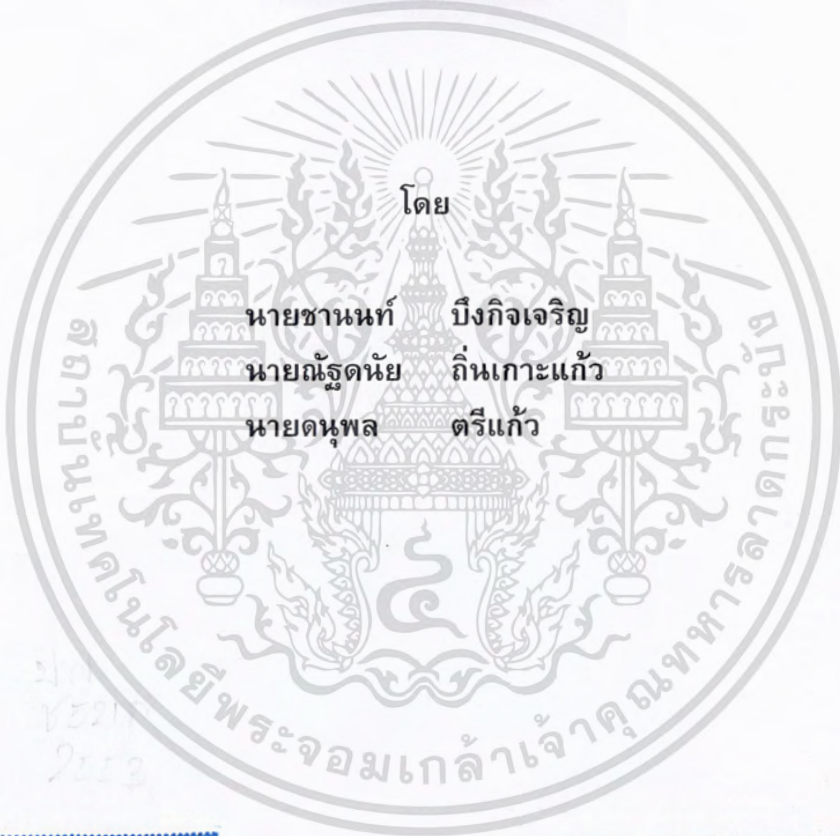 โดย
นายชานนท์ บึงกิจเจริญ
นายณัฐดนัย ถิ่นเกาะแก้ว
นายดนุพล ตรีแก้ว
สถาบันเทคโนโลยีพระจอมเกล้าเจ้าคุณทหารลาดกระบัง